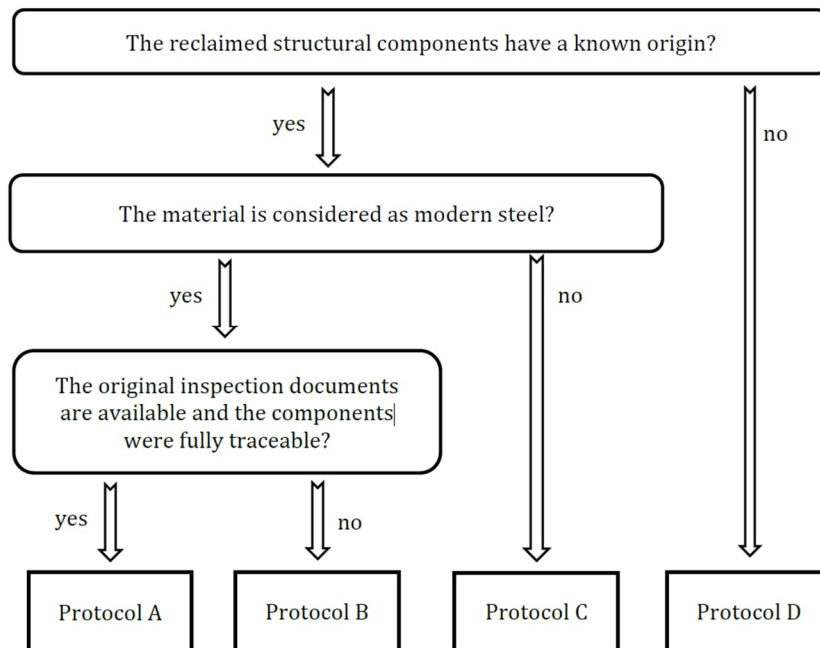 The reclaimed structural components have a known origin?
yes
no
The material is considered as modern steel?
yes
no
The original inspection documents
are available and the components
were fully traceable?
yes
no
Protocol A
Protocol B
Protocol C
Protocol D